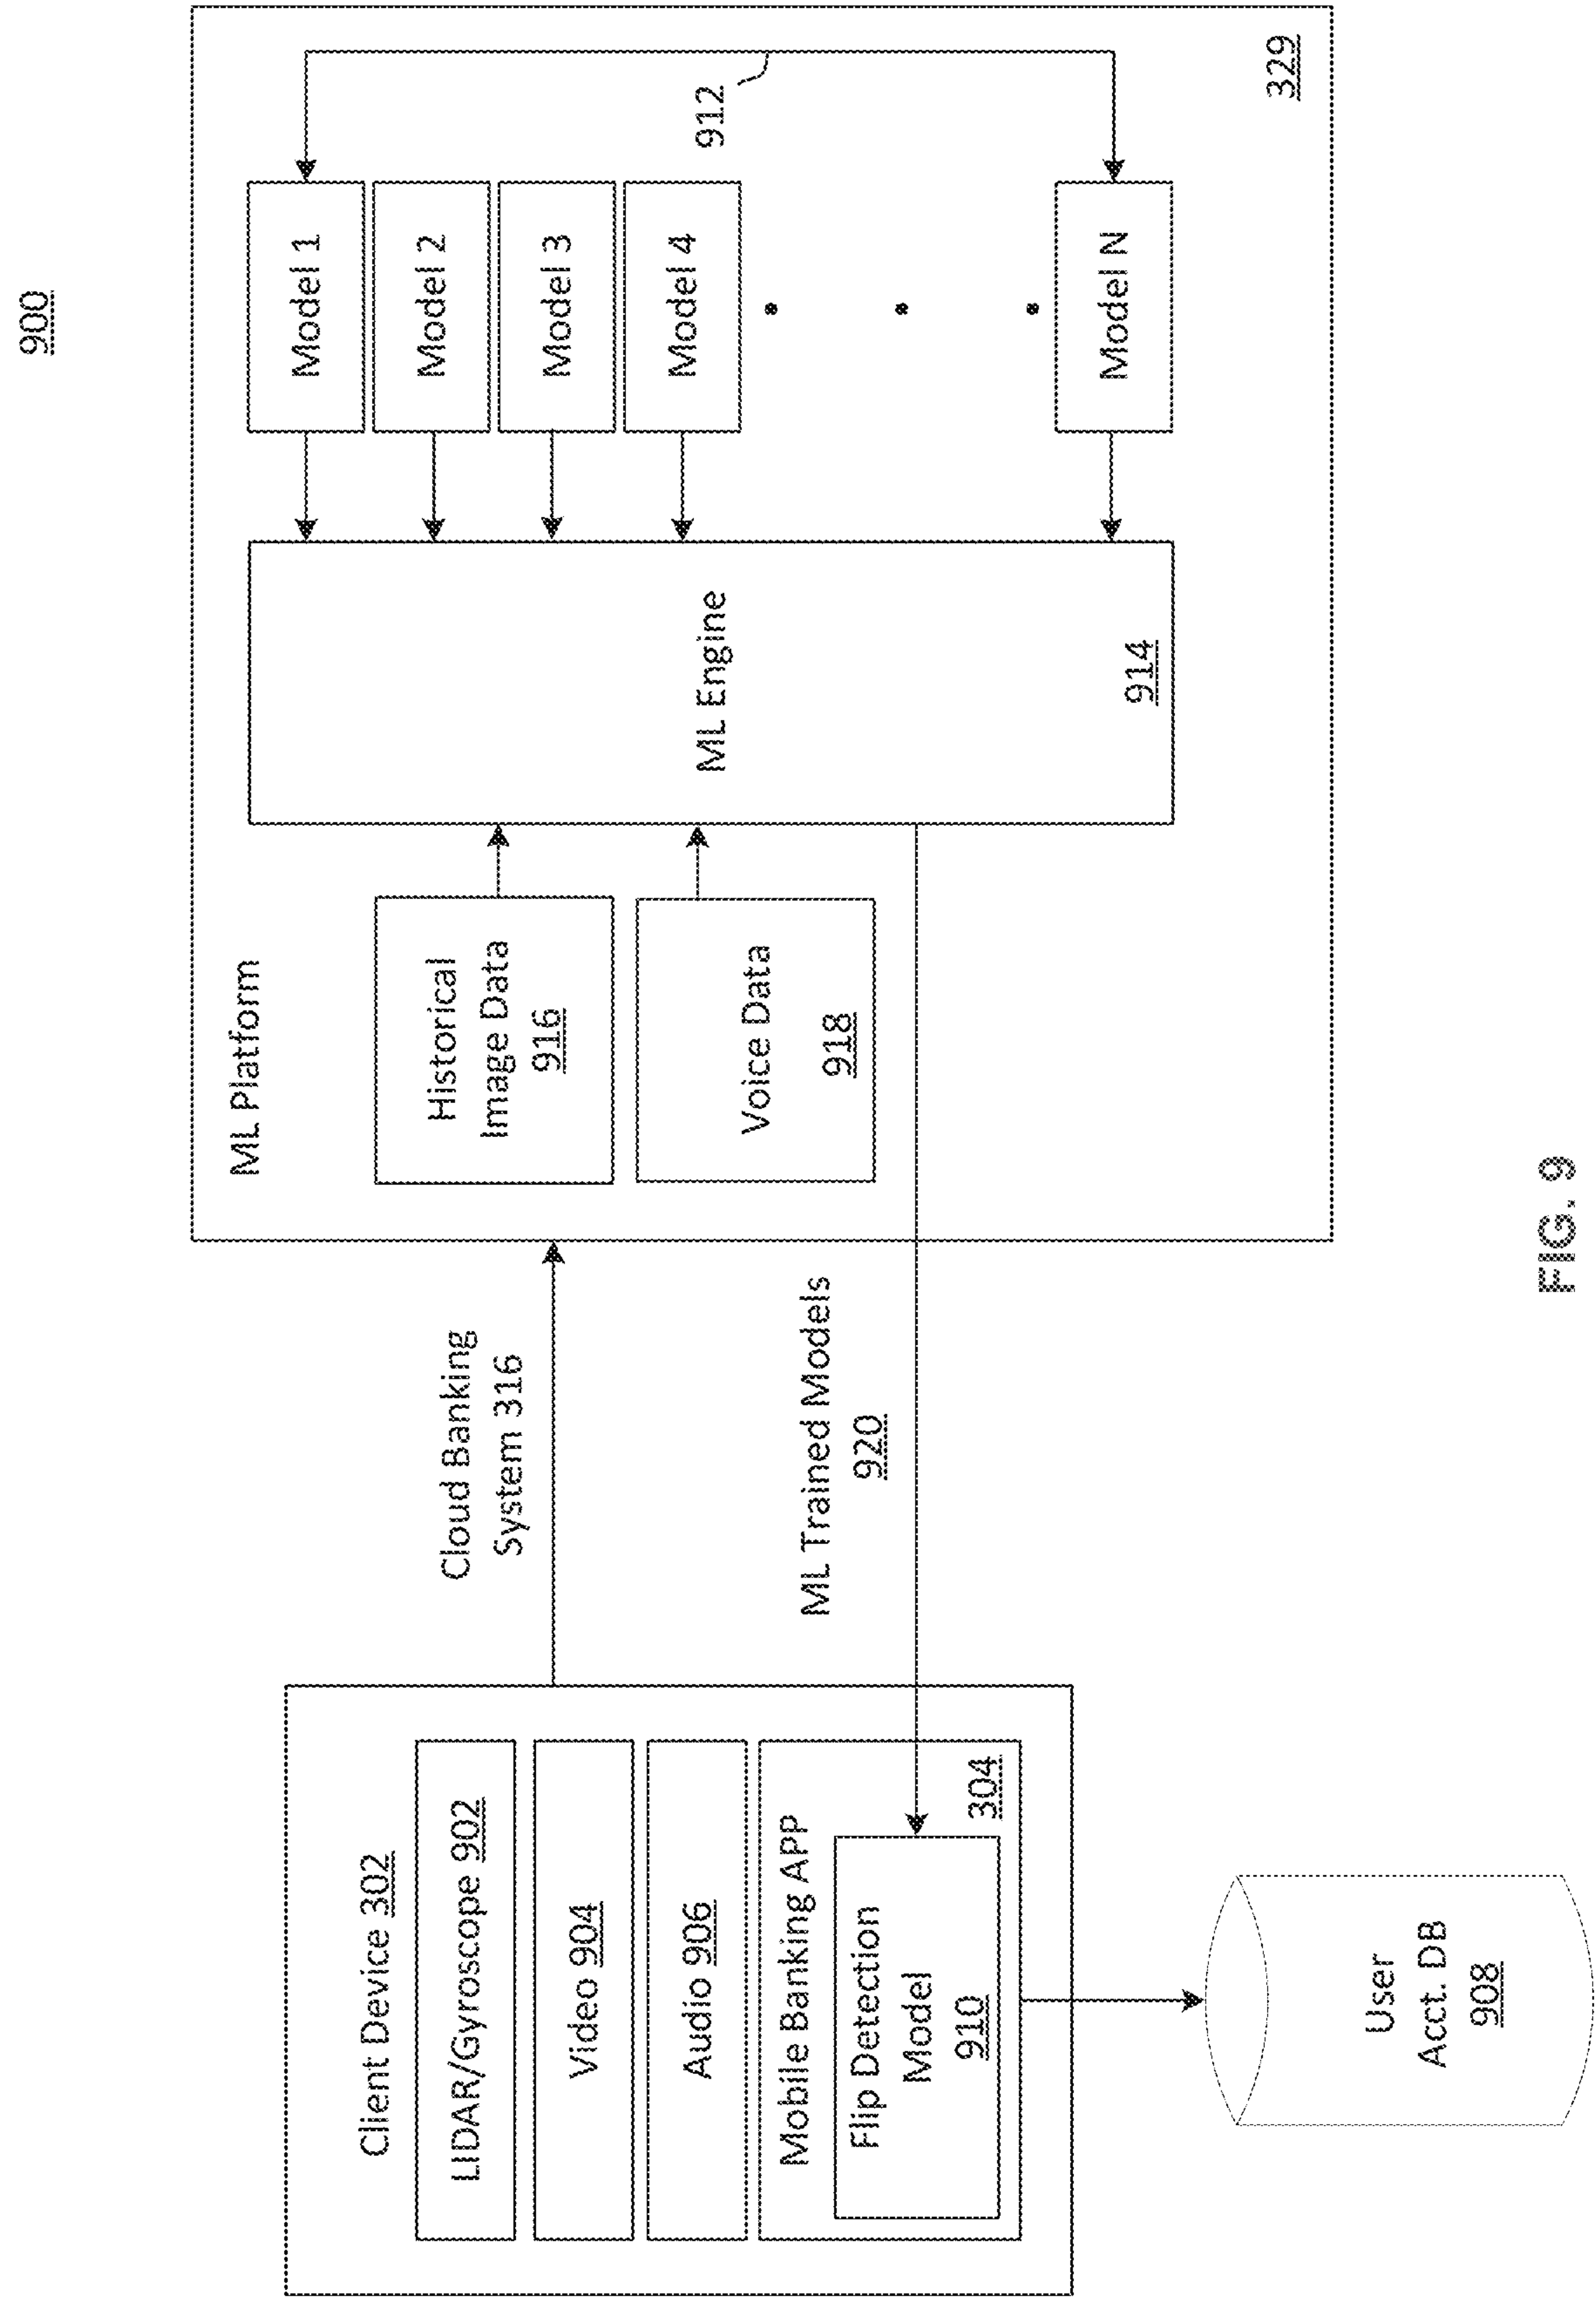 900
Client Device 302
LIDAR/Gyroscope 902
Video 904
Audio 906
Mobile Banking APP
Flip Detection
Model
910
304
User
Acct. DB
908
Cloud Banking
System 316
ML Trained Models
920
ML Platform
Historical
Image Data
916
Voice Data
918
ML Engine
914
Model 1
Model 2
Model 3
Model 4
Model N
912
329
FIG. 9